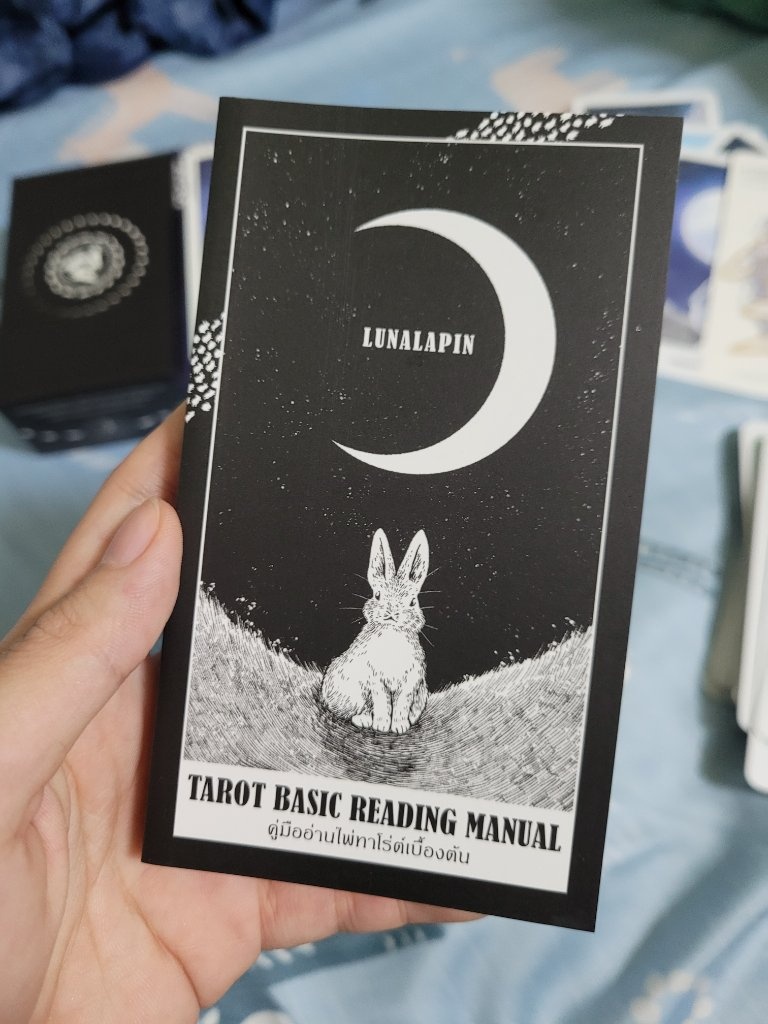 LUNALAPIN
TAROT BASIC READING MANUAL
คู่มืออ่านไพ่ทาโร่ต์เบื้องต้น